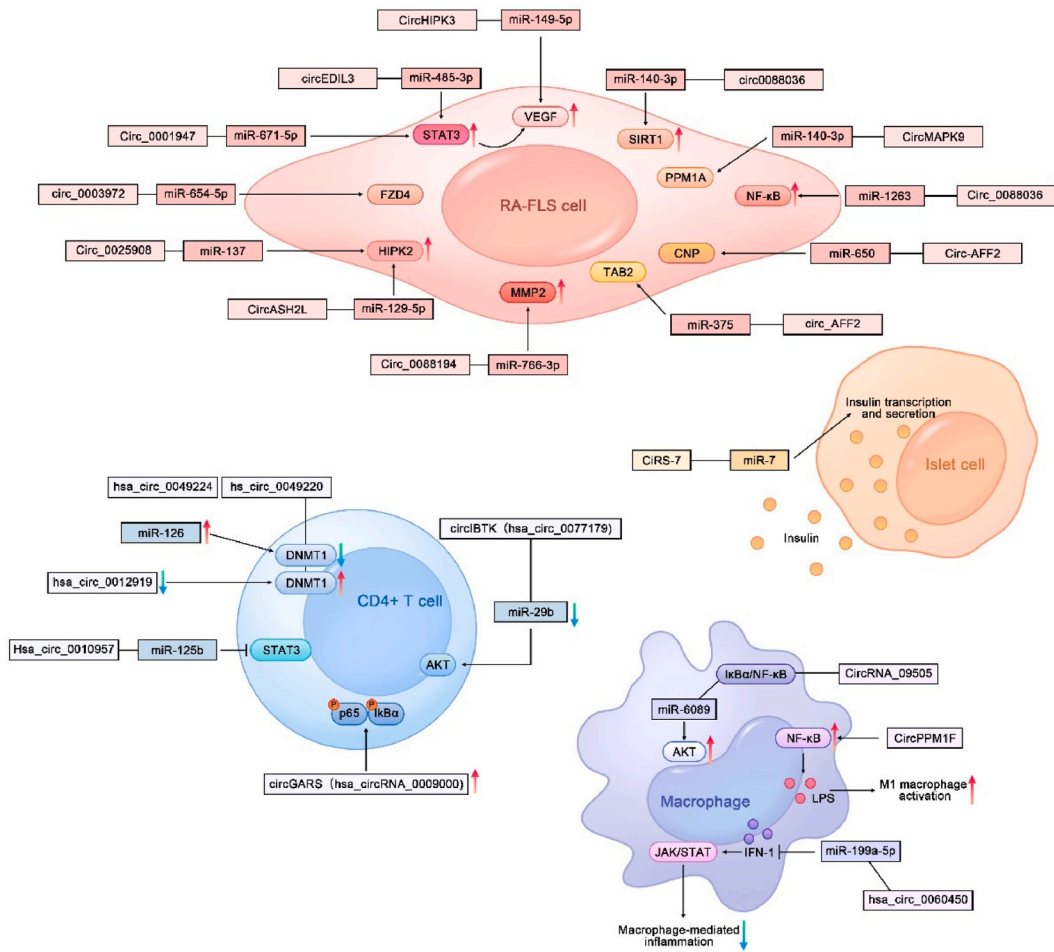 CircHIPK3
miR-149-5p
circEDIL3
miR-485-3p
miR-140-3p
circ0088036
VEGF
Circ_0001947
miR-671-5p
STAT3
SIRT1
miR-140-3p
CircMAPK9
PPM1A
circ_0003972
miR-654-5p
FZD4
RA-FLS cell
NF-κB
miR-1263
Circ_0088036
Circ_0025908
miR-137
HIPK2
CNP
miR-650
Circ-AFF2
TAB2
MMP2
CircASH2L
miR-129-5p
miR-375
circ_AFF2
Circ_0088194
miR-766-3p
Insulin transcription
and secretion
CiRS-7
miR-7
Islet cell
Insulin
hsa_circ_0049224
hs_circ_0049220
circIBTK (hsa_circ_0077179)
miR-126
DNMT1
hsa_circ_0012919
DNMT1
CD4+ T cell
miR-29b
Hsa_circ_0010957
miR-125b
STAT3
AKT
P
P
p65
IκBα
circGARS (hsa_circRNA_0009000)
IκBα/NF-κB
CircRNA_09505
miR-6089
AKT
NF-κB
CircPPM1F
Macrophage
LPS
M1 macrophage
activation
JAK/STAT
IFN-1
miR-199a-5p
hsa_circ_0060450
Macrophage-mediated
inflammation